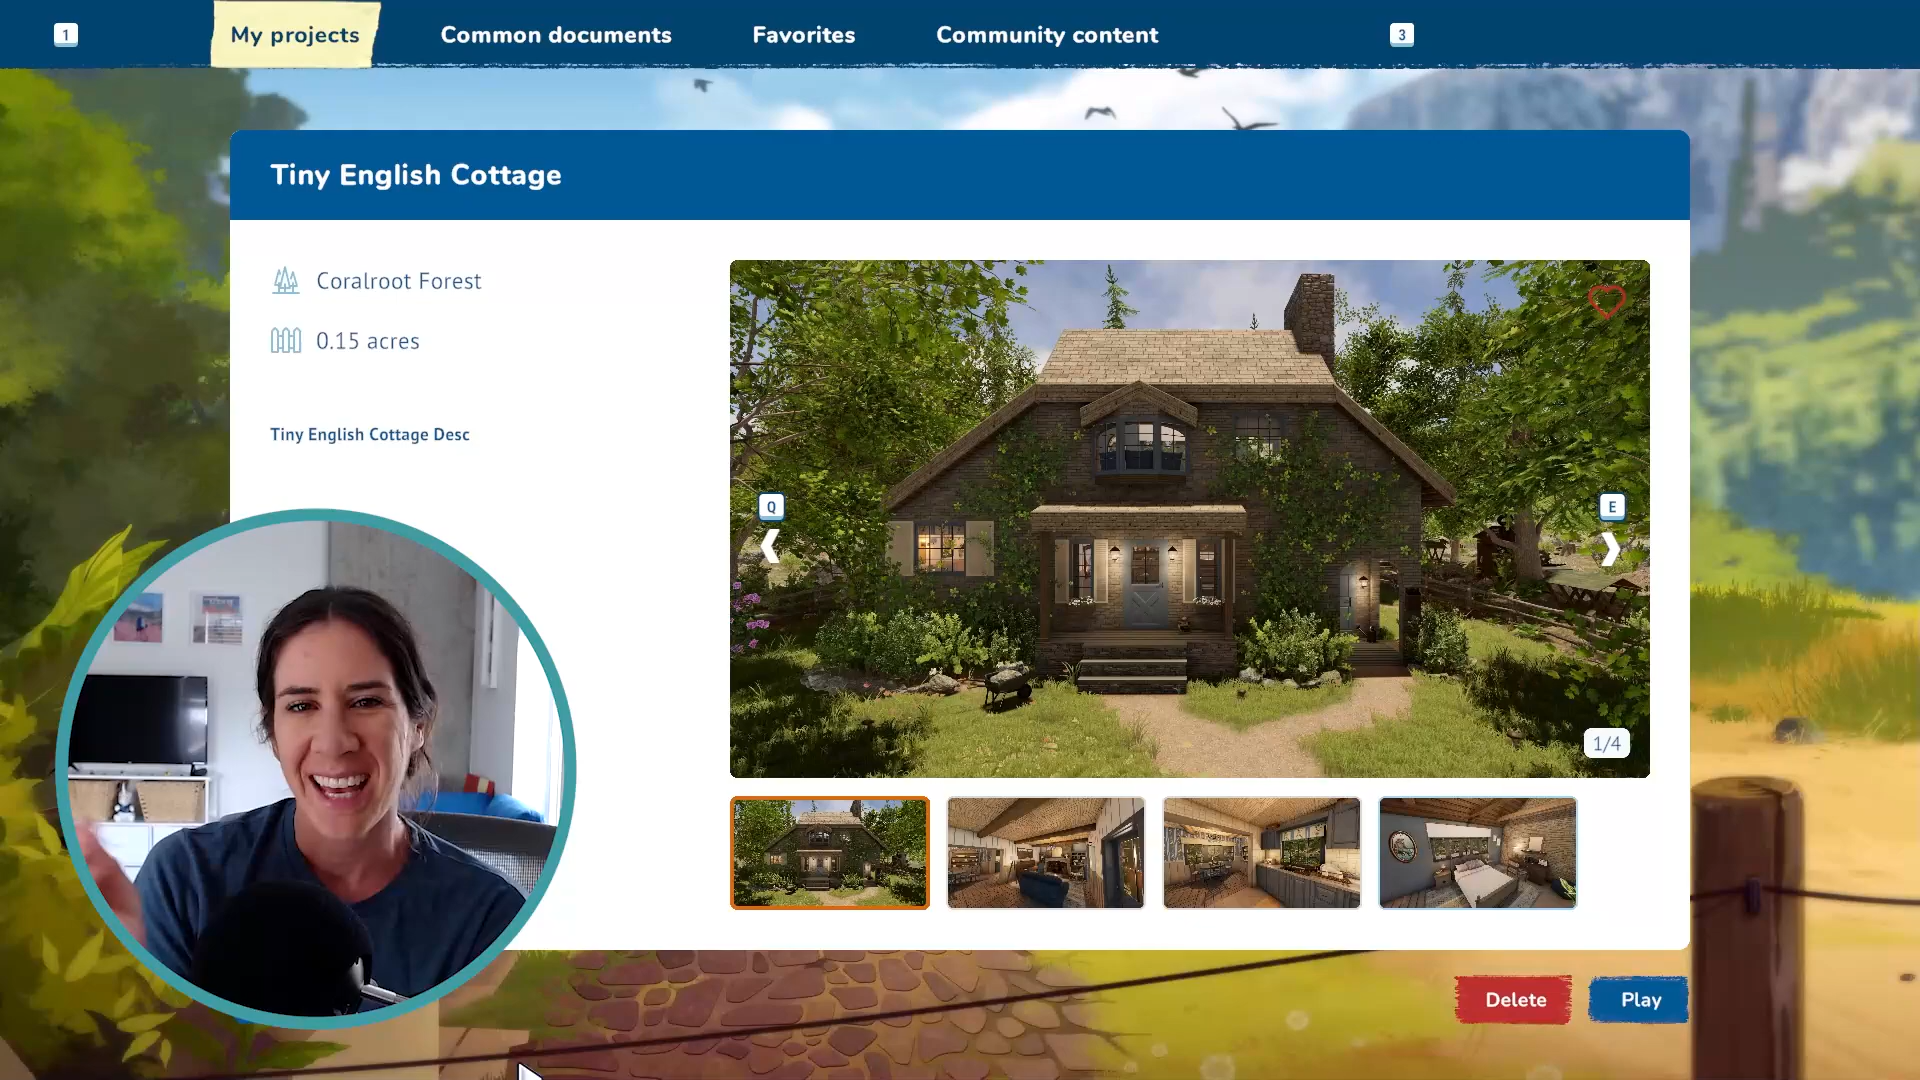 1
My projects
Common documents
Favorites
Community content
3
Tiny English Cottage
Coralroot Forest
0.15 acres
Tiny English Cottage Desc
Q
E
1/4
Delete
Play